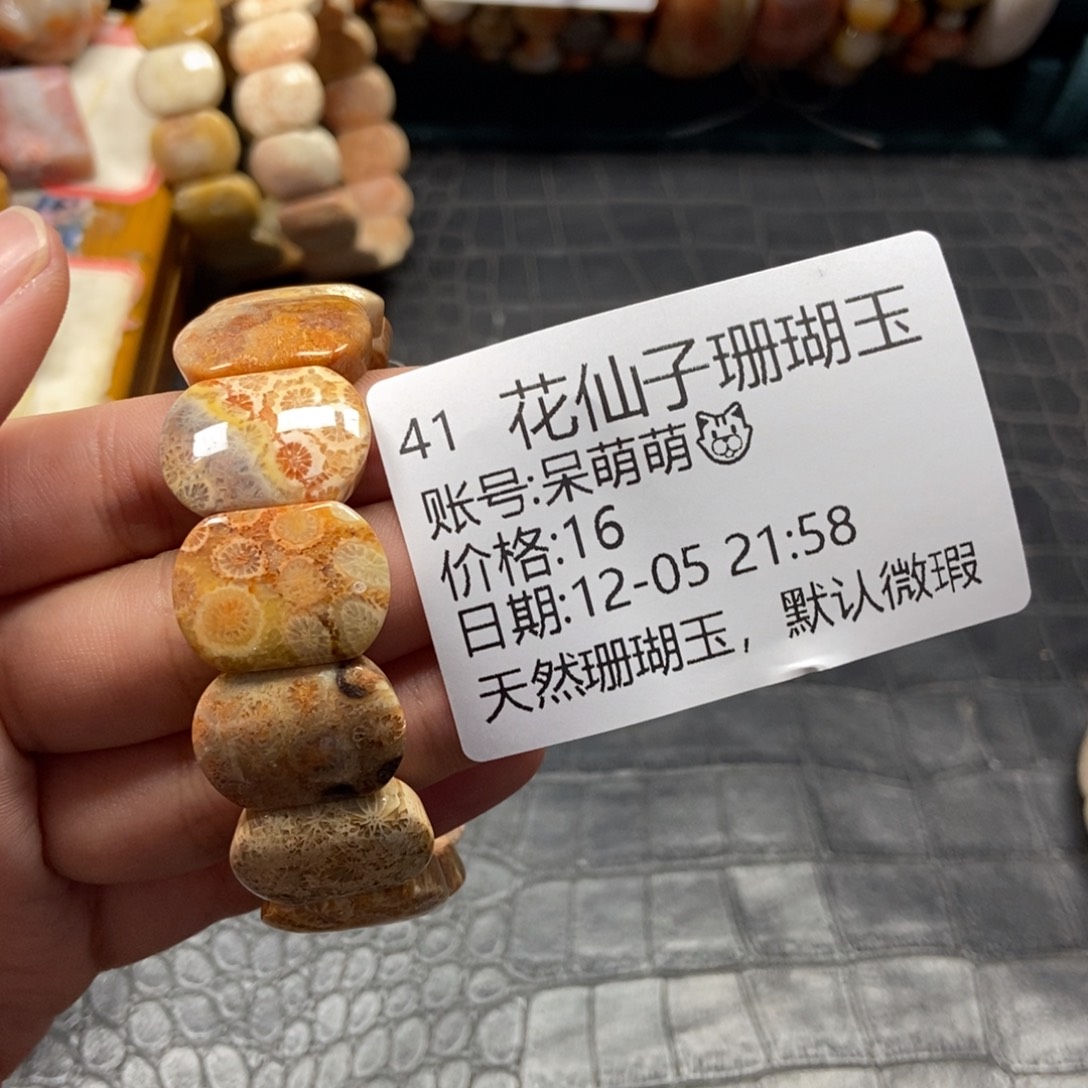 41 花仙子珊瑚玉
账号:呆萌萌🐱
价格:16
日期:12-05 21:58
天然珊瑚玉，默认微瑕